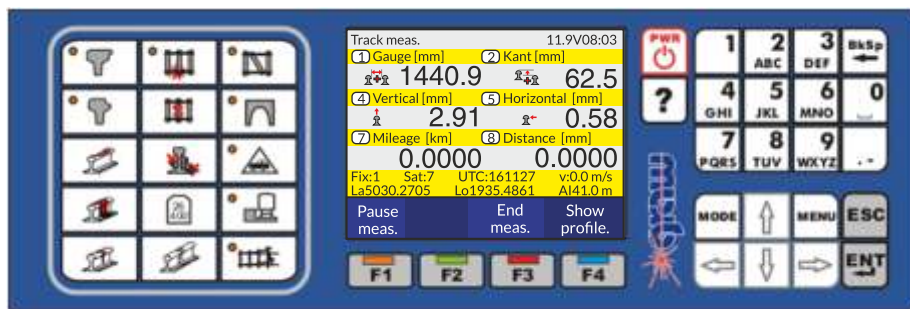 Track meas. 11.9V08:03
1 Gauge [mm] 2 Kant [mm]
1440.9 62.5
4 Vertical [mm] 5 Horizontal [mm]
2.91 0.58
7 Mileage [km] 8 Distance [mm]
0.0000 0.0000
Fix:1 Sat:7 UTC:161127 v:0.0 m/s
La5030.2705 Lo1935.4861 Al41.0 m
Pause meas.
End meas.
Show profile.
F1 F2 F3 F4
PWR
?
1 2 ABC 3 DEF BkSp
4 GHI 5 JKL 6 MNO 0
7 PQRS 8 TUV 9 WXYZ .-
MODE MENU ESC
ENT